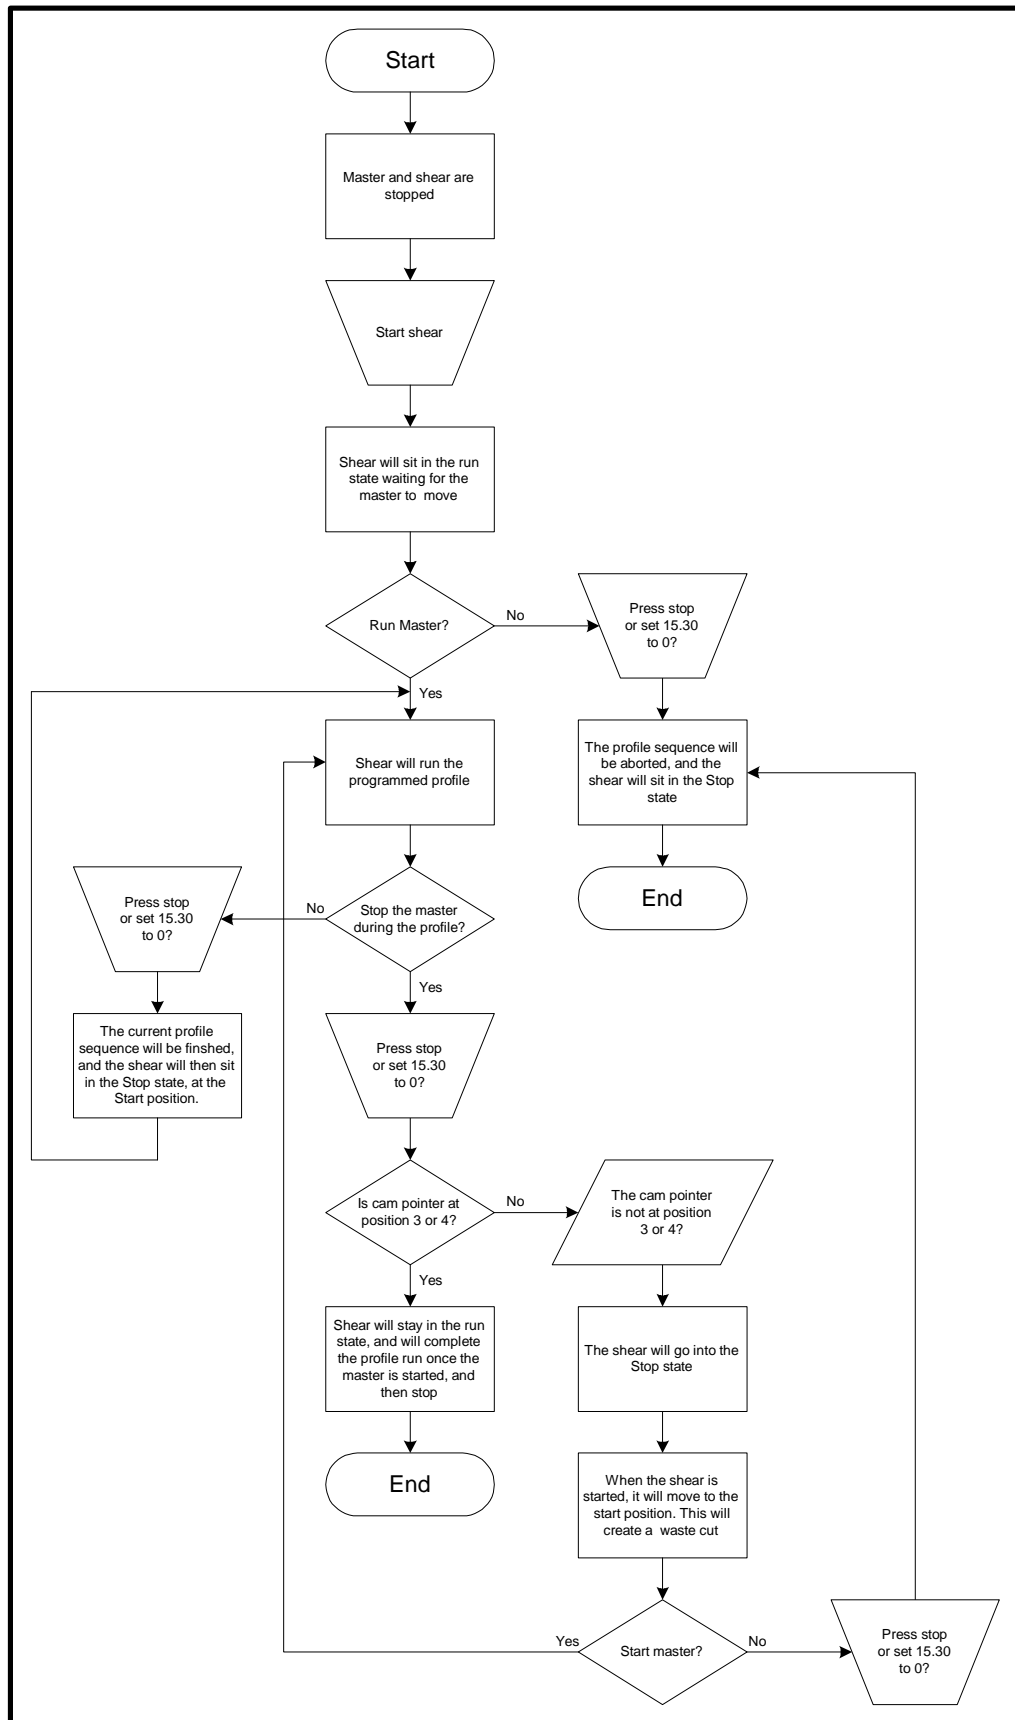 Start
Master and shear are
stopped
Start shear
Shear will sit in the run
state waiting for the
master to move
Run Master?
No
Press stop
or set 15.30
to 0?
Yes
Shear will run the
programmed profile
The profile sequence will
be aborted, and the
shear will sit in the Stop
state
Press stop
or set 15.30
to 0?
No
Stop the master
during the profile?
End
Yes
The current profile
sequence will be finshed,
and the shear will then sit
in the Stop state, at the
Start position.
Press stop
or set 15.30
to 0?
Is cam pointer at
position 3 or 4?
No
The cam pointer
is not at position
3 or 4?
Yes
Shear will stay in the run
state, and will complete
the profile run once the
master is started, and
then stop
The shear will go into the
Stop state
End
When the shear is
started, it will move to the
start position. This will
create a waste cut
Yes
Start master?
No
Press stop
or set 15.30
to 0?